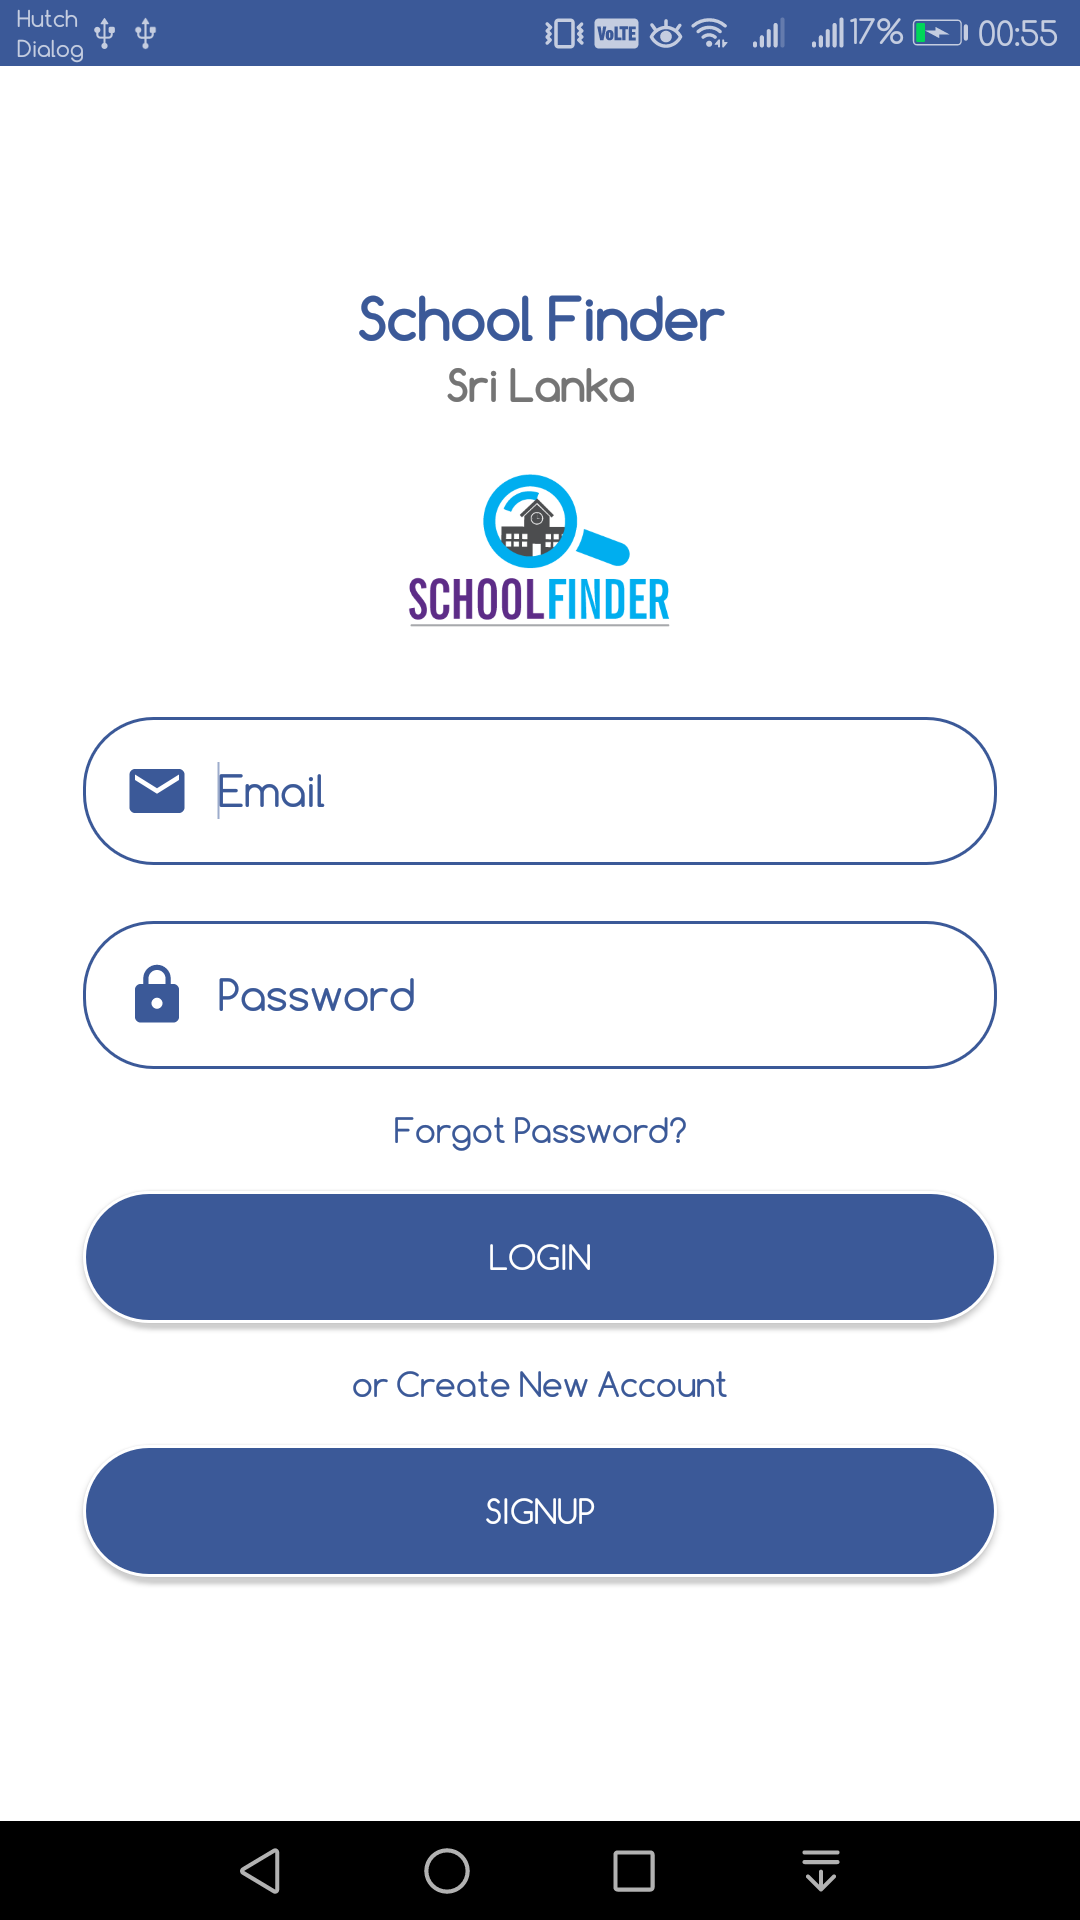 Hutch
Dialog
VoLTE
17%
00:55
School Finder
Sri Lanka
SCHOOLFINDER
Email
Password
Forgot Password?
LOGIN
or Create New Account
SIGNUP